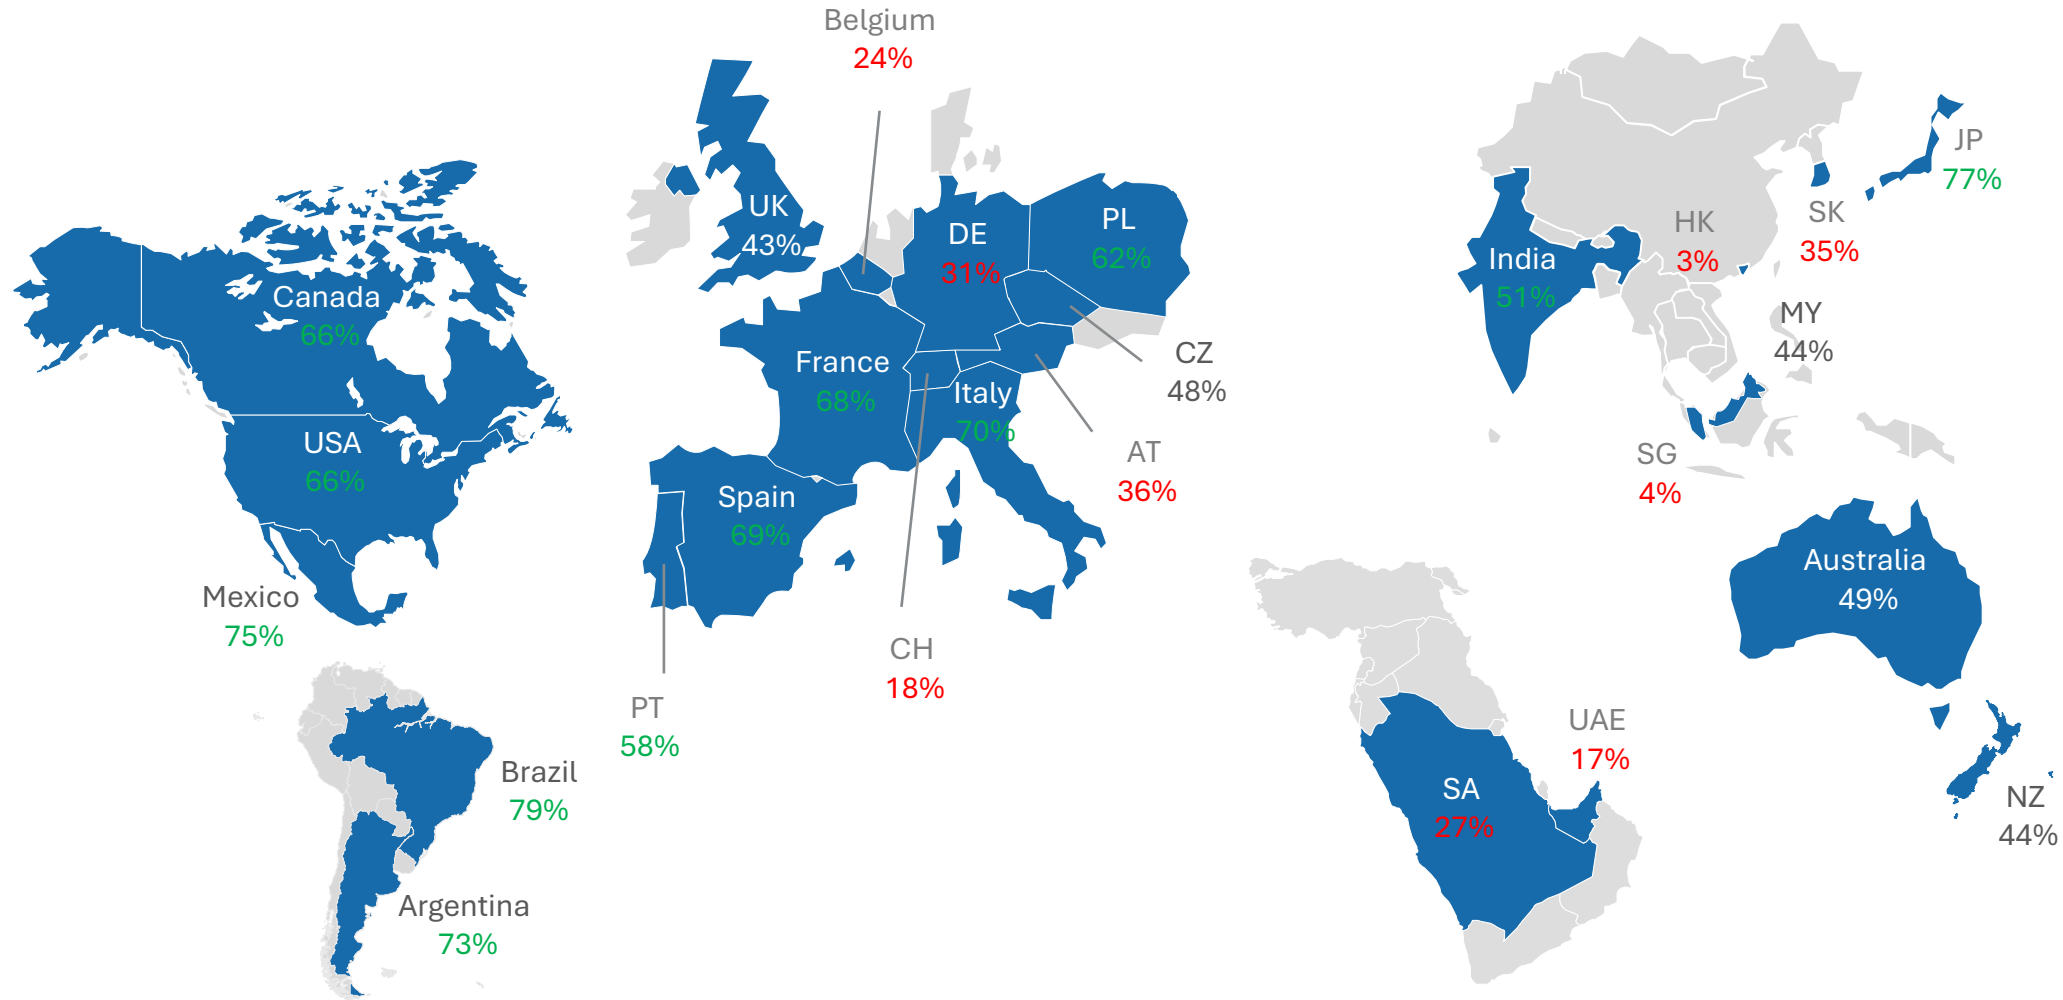 Belgium
24%
UK
43%
DE
31%
PL
62%
France
68%
Italy
70%
CZ
48%
AT
36%
Spain
69%
CH
18%
PT
58%
Canada
66%
USA
66%
Mexico
75%
Brazil
79%
Argentina
73%
JP
77%
HK
3%
SK
35%
India
51%
MY
44%
SG
4%
Australia
49%
NZ
44%
UAE
17%
SA
27%